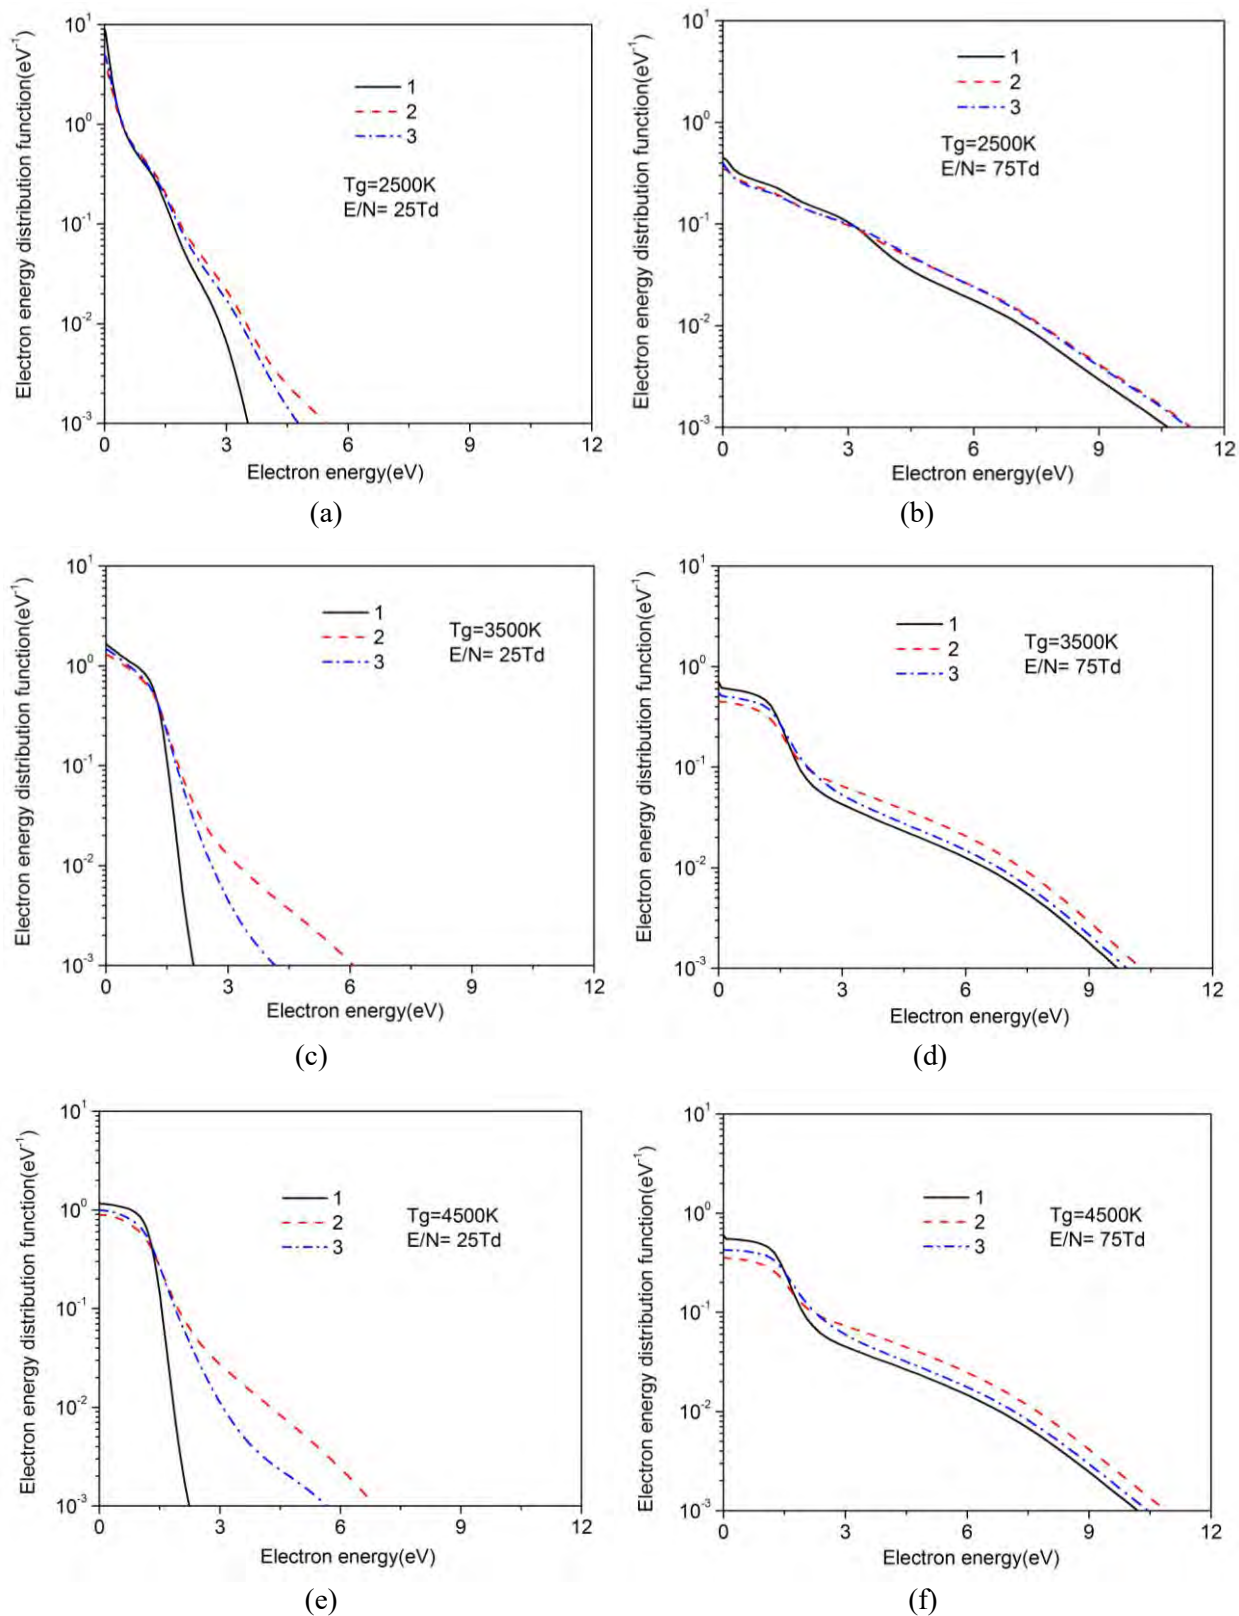 Electron energy distribution function(eV⁻¹)
10¹
10⁰
10⁻¹
10⁻²
10⁻³
1
2
3
Tg=2500K
E/N= 25Td
0 3 6 9 12
Electron energy(eV)
(a)
Electron energy distribution function(eV⁻¹)
10¹
10⁰
10⁻¹
10⁻²
10⁻³
1
2
3
Tg=2500K
E/N= 75Td
0 3 6 9 12
Electron energy(eV)
(b)
Electron energy distribution function(eV⁻¹)
10¹
10⁰
10⁻¹
10⁻²
10⁻³
1
2
3
Tg=3500K
E/N= 25Td
0 3 6 9 12
Electron energy(eV)
(c)
Electron energy distribution function(eV⁻¹)
10¹
10⁰
10⁻¹
10⁻²
10⁻³
1
2
3
Tg=3500K
E/N= 75Td
0 3 6 9 12
Electron energy(eV)
(d)
Electron energy distribution function(eV⁻¹)
10¹
10⁰
10⁻¹
10⁻²
10⁻³
1
2
3
Tg=4500K
E/N= 25Td
0 3 6 9 12
Electron energy(eV)
(e)
Electron energy distribution function(eV⁻¹)
10¹
10⁰
10⁻¹
10⁻²
10⁻³
1
2
3
Tg=4500K
E/N= 75Td
0 3 6 9 12
Electron energy(eV)
(f)